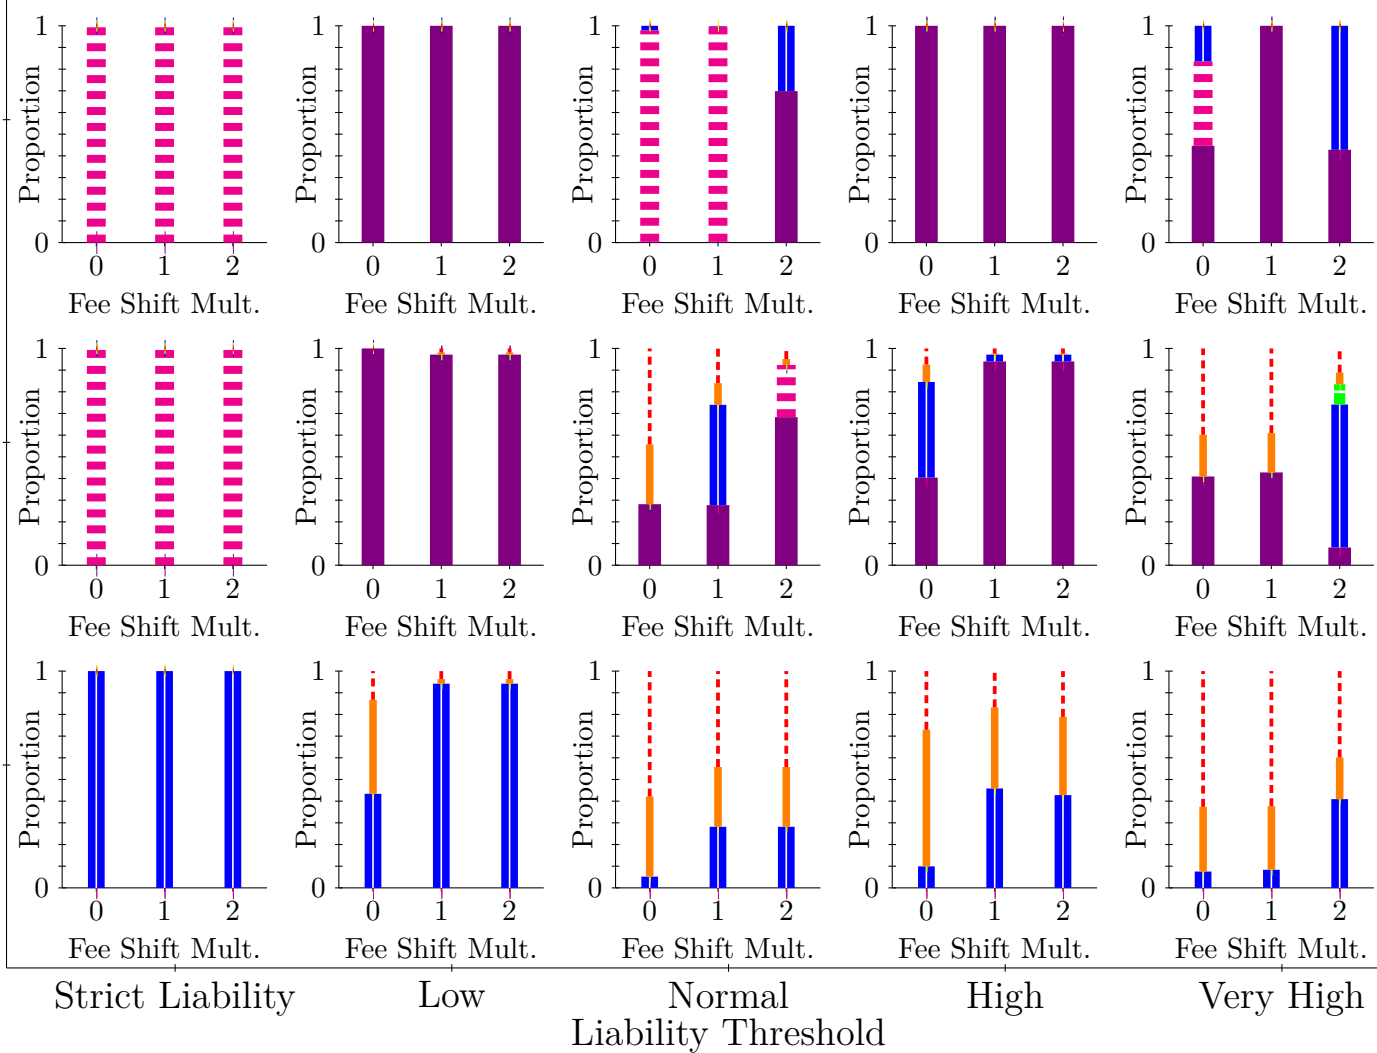 1 1 1 1 1
Proportion Proportion Proportion Proportion Proportion
0 0 0 0 0
0 1 2 0 1 2 0 1 2 0 1 2 0 1 2
Fee Shift Mult. Fee Shift Mult. Fee Shift Mult. Fee Shift Mult. Fee Shift Mult.
1 1 1 1 1
Proportion Proportion Proportion Proportion Proportion
0 0 0 0 0
0 1 2 0 1 2 0 1 2 0 1 2 0 1 2
Fee Shift Mult. Fee Shift Mult. Fee Shift Mult. Fee Shift Mult. Fee Shift Mult.
1 1 1 1 1
Proportion Proportion Proportion Proportion Proportion
0 0 0 0 0
0 1 2 0 1 2 0 1 2 0 1 2 0 1 2
Fee Shift Mult. Fee Shift Mult. Fee Shift Mult. Fee Shift Mult. Fee Shift Mult.
Strict Liability Low Normal High Very High
Liability Threshold